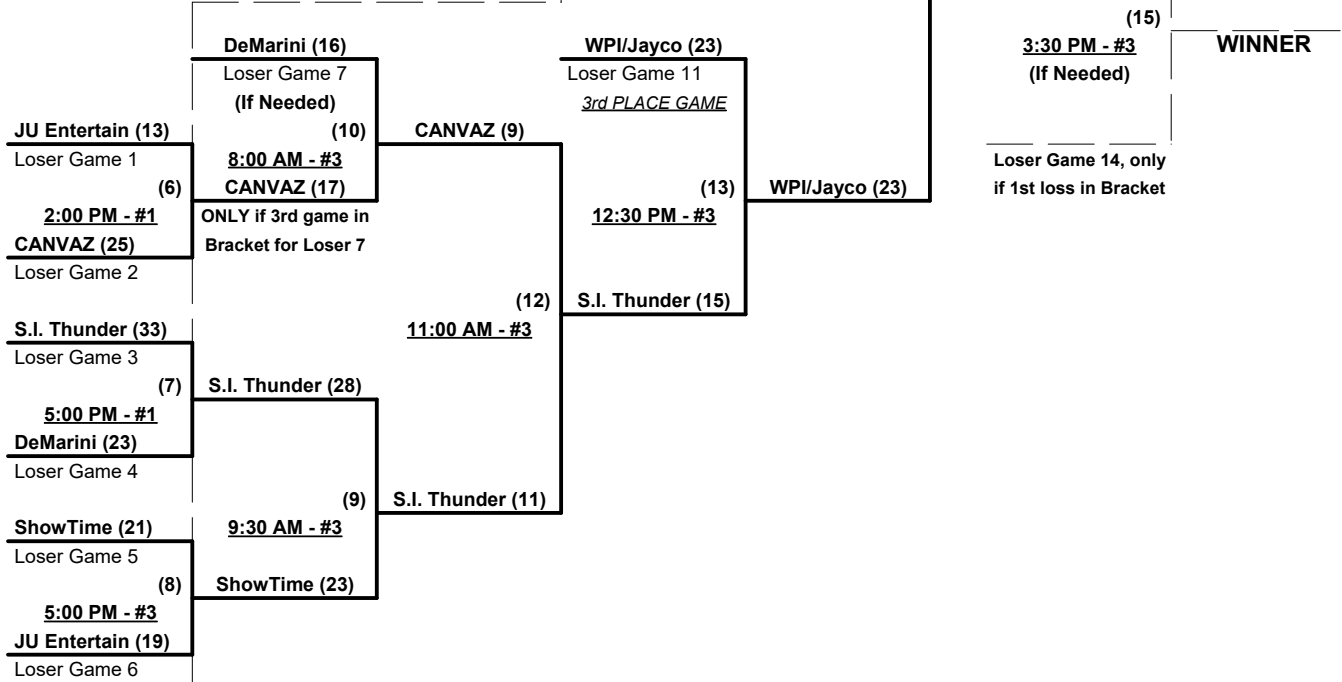 (15)
3:30 PM - #3
WINNER
(If Needed)
Loser Game 14, only
if 1st loss in Bracket
DeMarini (16)
Loser Game 7
(If Needed)
(10)
8:00 AM - #3
CANVAZ (17)
ONLY if 3rd game in
Bracket for Loser 7
WPI/Jayco (23)
Loser Game 11
3rd PLACE GAME
JU Entertain (13)
Loser Game 1
(6)
2:00 PM - #1
CANVAZ (25)
Loser Game 2
CANVAZ (9)
(13)
12:30 PM - #3
WPI/Jayco (23)
(12)
11:00 AM - #3
S.I. Thunder (15)
S.I. Thunder (33)
Loser Game 3
(7)
5:00 PM - #1
DeMarini (23)
Loser Game 4
S.I. Thunder (28)
(9)
9:30 AM - #3
S.I. Thunder (11)
ShowTime (21)
Loser Game 5
(8)
5:00 PM - #3
JU Entertain (19)
Loser Game 6
ShowTime (23)